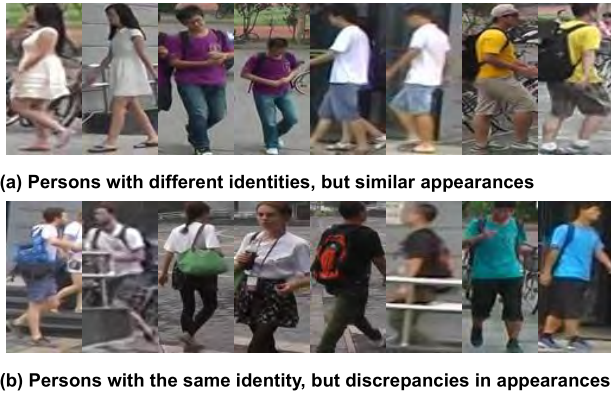 (a) Persons with different identities, but similar appearances
(b) Persons with the same identity, but discrepancies in appearances